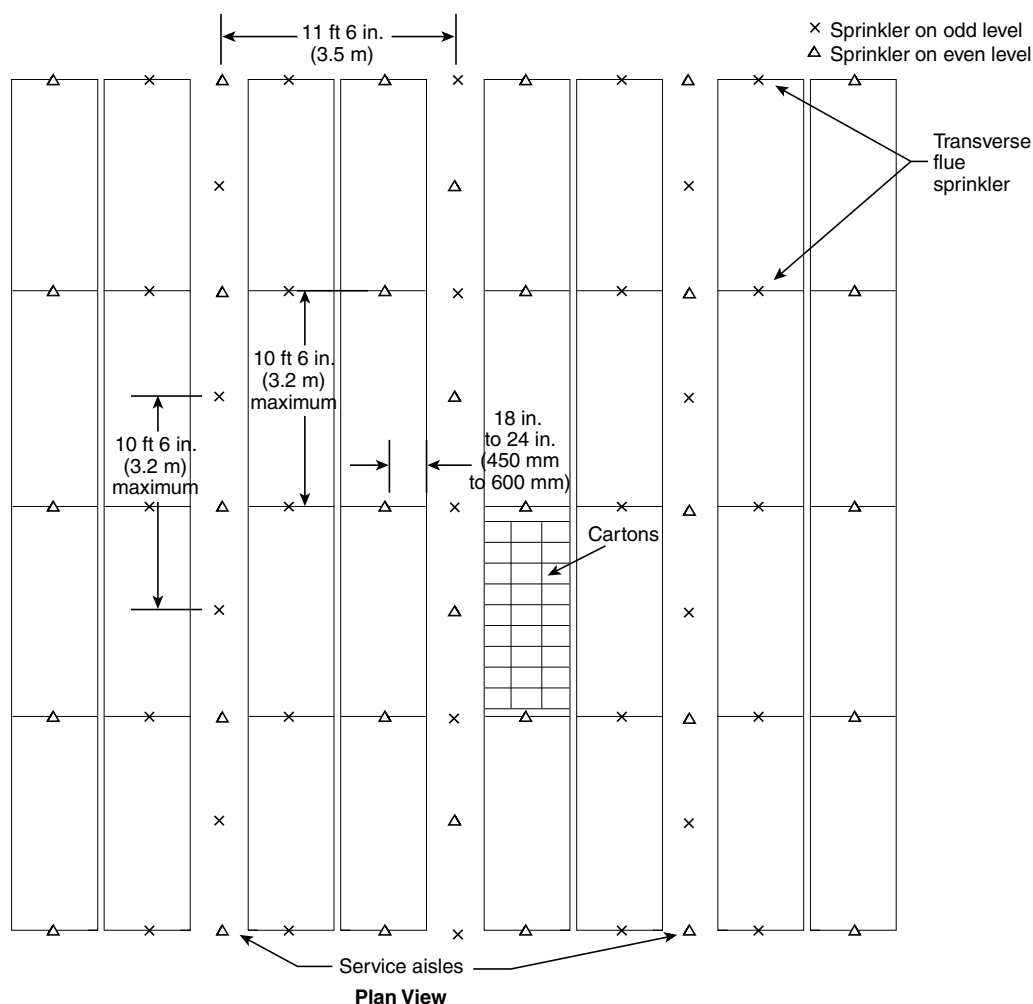 11 ft 6 in.
(3.5 m)
× Sprinkler on odd level
△ Sprinkler on even level
Transverse
flue
sprinkler
10 ft 6 in.
(3.2 m)
maximum
10 ft 6 in.
(3.2 m)
maximum
18 in.
to 24 in.
(450 mm
to 600 mm)
Cartons
Service aisles
Plan View